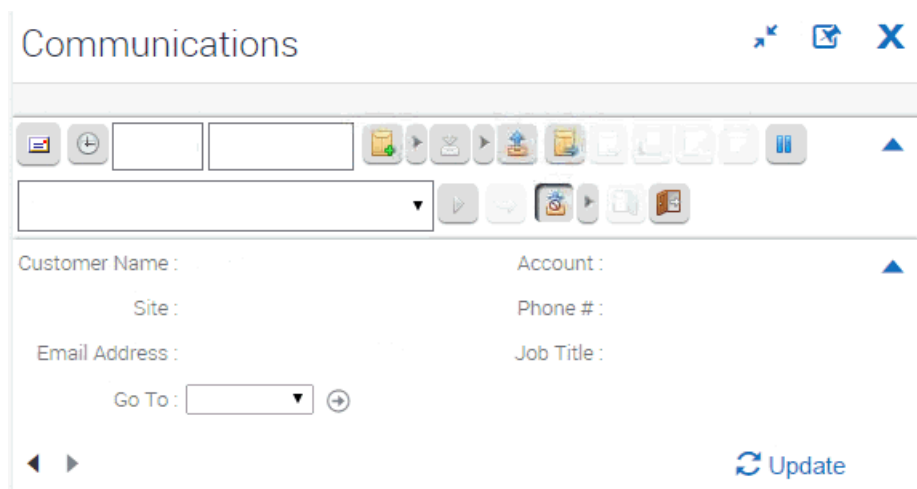 Communications
Customer Name :
Account :
Site :
Phone # :
Email Address :
Job Title :
Go To :
Update